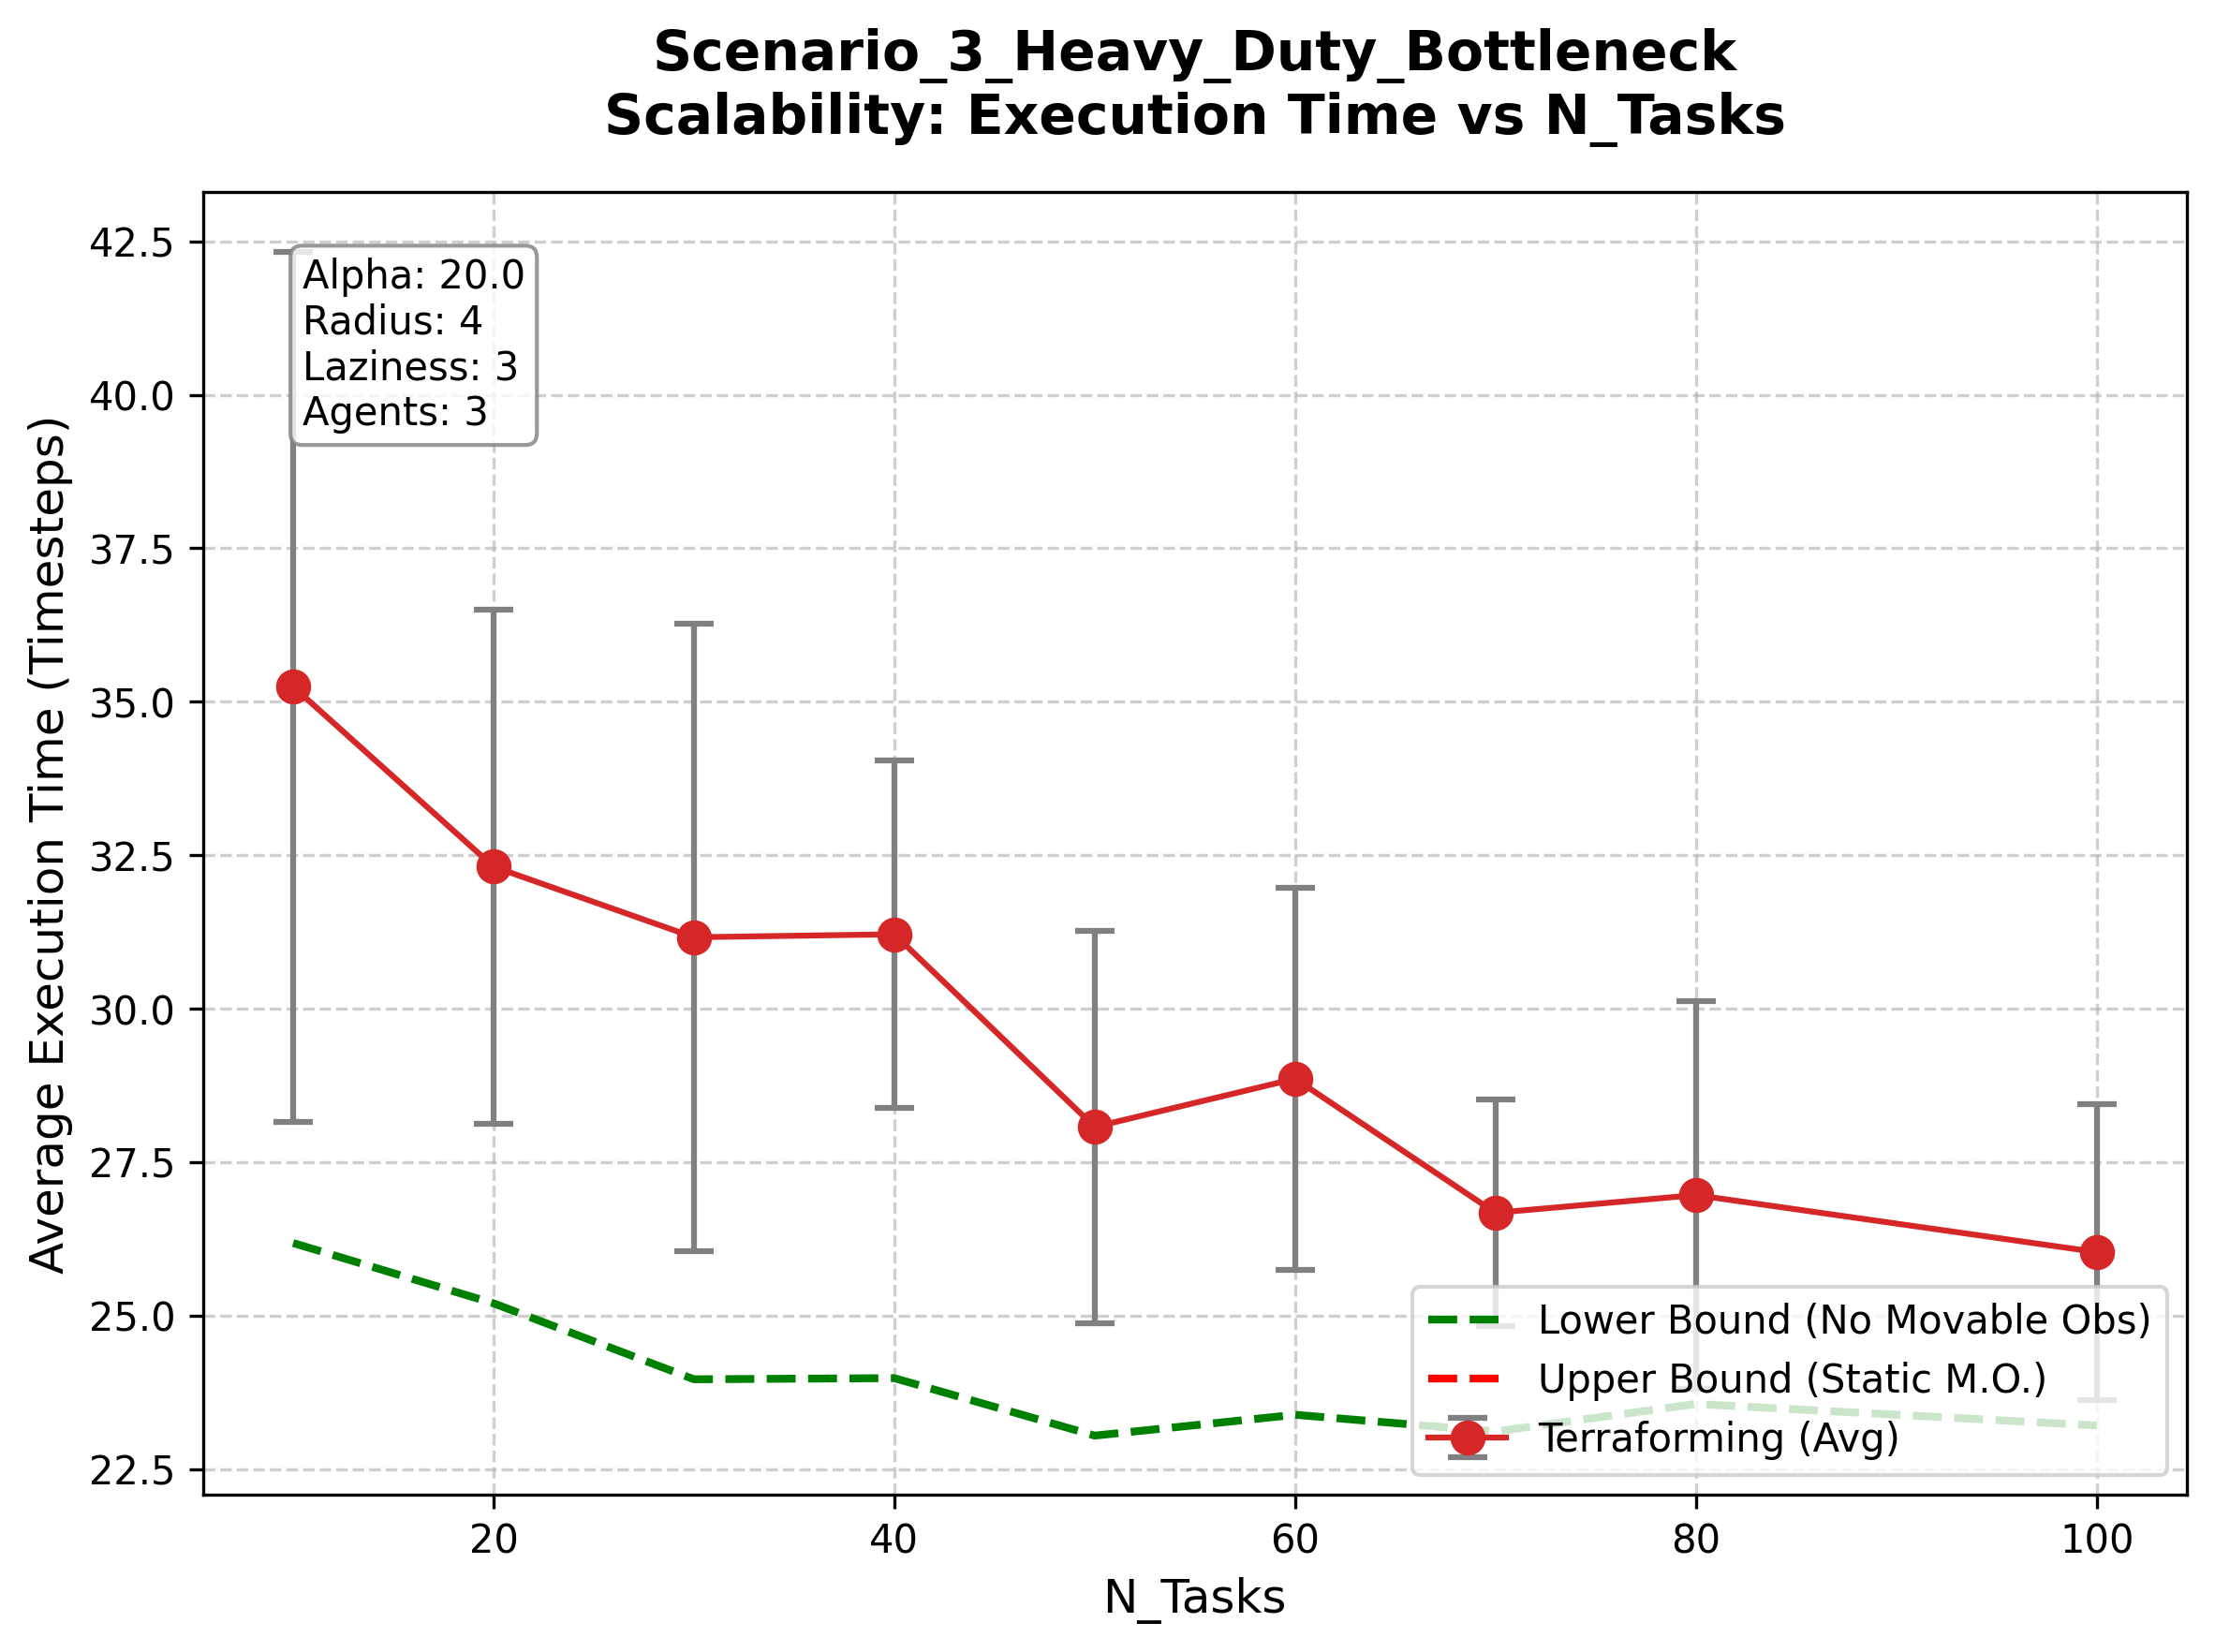 Scenario_3_Heavy_Duty_Bottleneck
Scalability: Execution Time vs N_Tasks
Average Execution Time (Timesteps)
42.5
40.0
37.5
35.0
32.5
30.0
27.5
25.0
22.5
Alpha: 20.0
Radius: 4
Laziness: 3
Agents: 3
Lower Bound (No Movable Obs)
Upper Bound (Static M.O.)
Terraforming (Avg)
20
40
60
80
100
N_Tasks